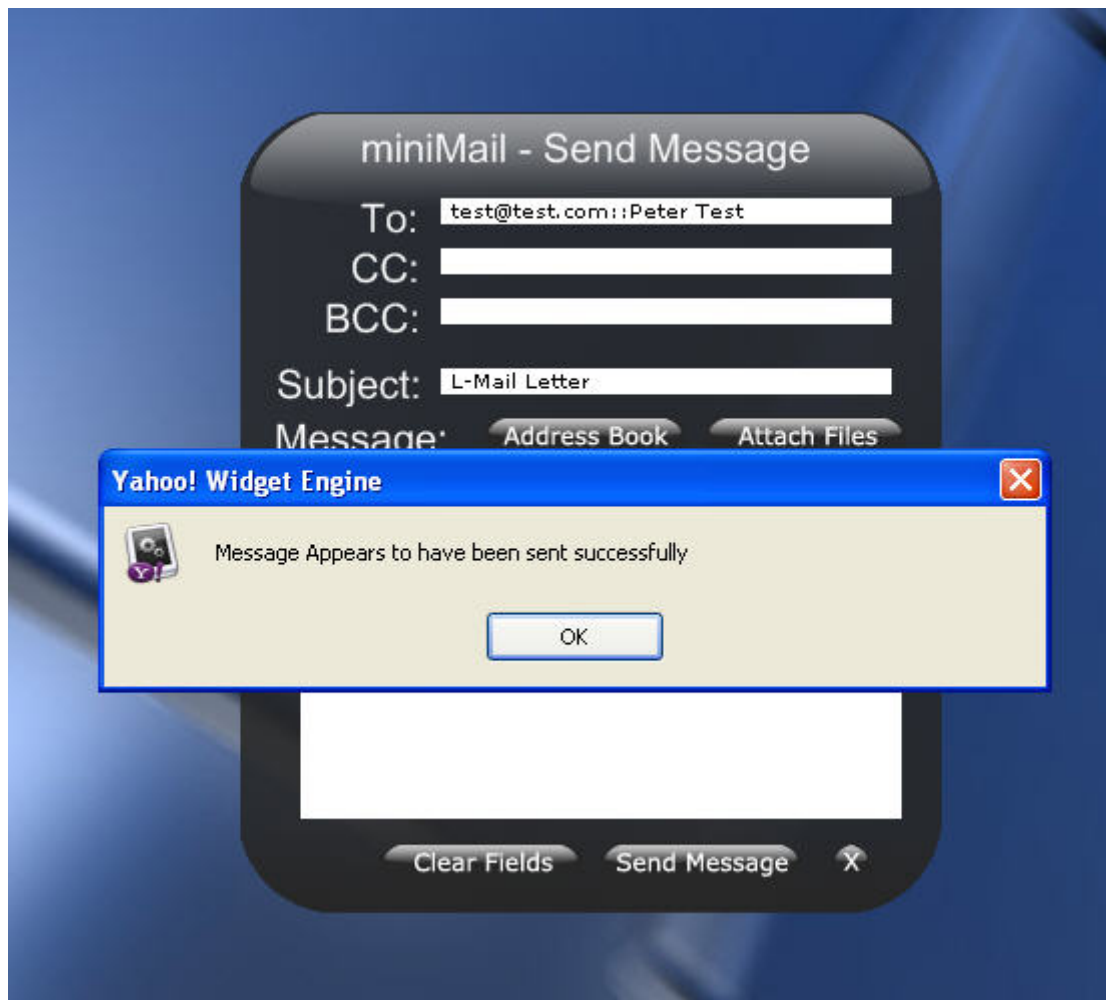 miniMail - Send Message
To: test@test.com::Peter Test
CC:
BCC:
Subject: L-Mail Letter
Message: Address Book Attach Files
Yahoo! Widget Engine
Message Appears to have been sent successfully
OK
Clear Fields Send Message X